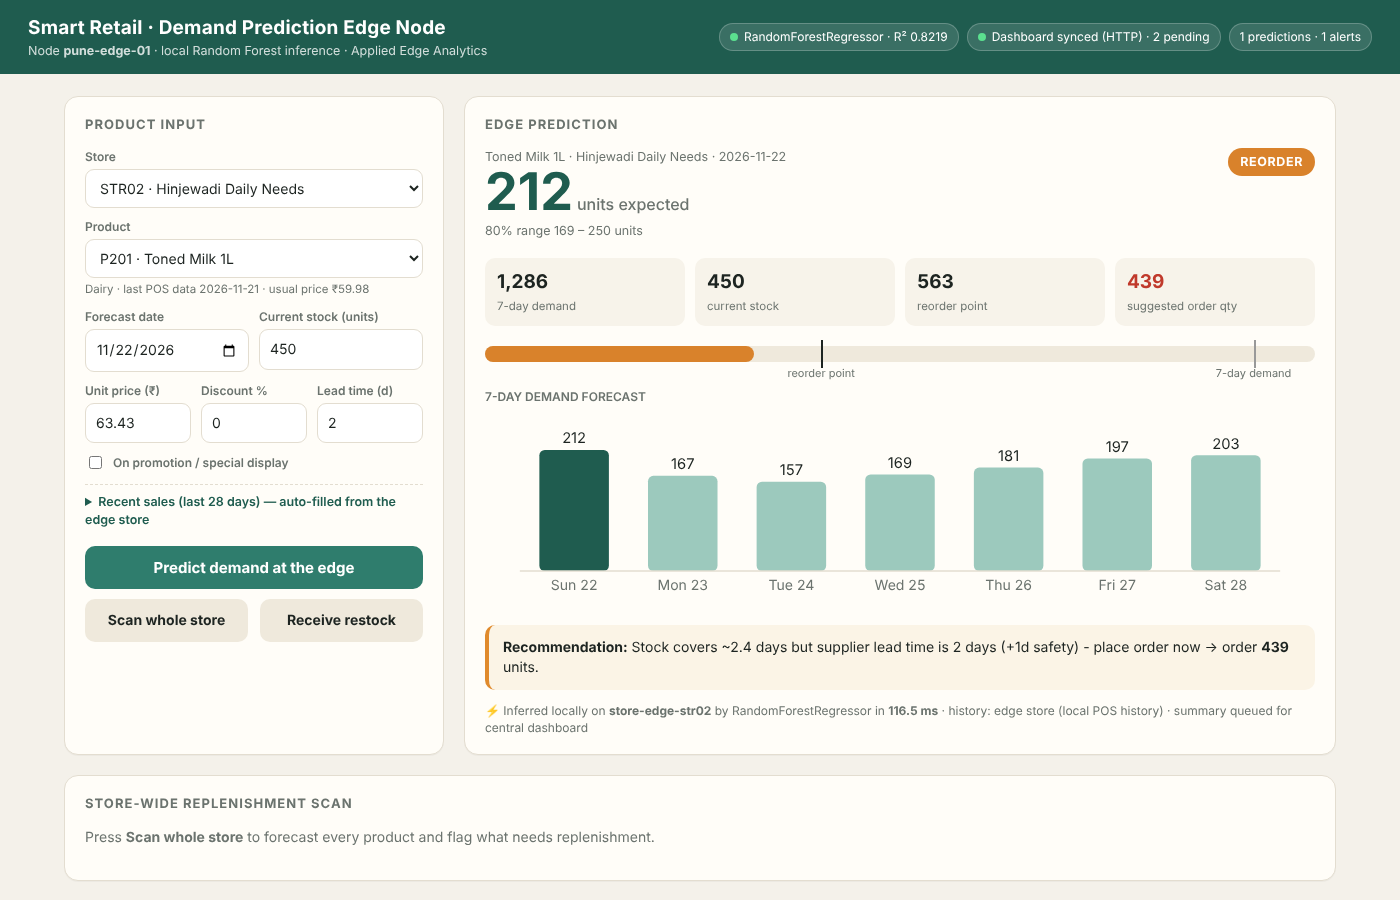 Smart Retail · Demand Prediction Edge Node
Node pune-edge-01 · local Random Forest inference · Applied Edge Analytics
RandomForestRegressor · R² 0.8219
Dashboard synced (HTTP) · 2 pending
1 predictions · 1 alerts
PRODUCT INPUT
Store
STR02 · Hinjewadi Daily Needs
Product
P201 · Toned Milk 1L
Dairy · last POS data 2026-11-21 · usual price ₹59.98
Forecast date
Current stock (units)
11/22/2026
450
Unit price (₹)
Discount %
Lead time (d)
63.43
0
2
On promotion / special display
Recent sales (last 28 days) — auto-filled from the
edge store
Predict demand at the edge
Scan whole store
Receive restock
EDGE PREDICTION
Toned Milk 1L · Hinjewadi Daily Needs · 2026-11-22
REORDER
212 units expected
80% range 169 – 250 units
1,286
7-day demand
450
current stock
563
reorder point
439
suggested order qty
reorder point
7-day demand
7-DAY DEMAND FORECAST
212
167
157
169
181
197
203
Sun 22
Mon 23
Tue 24
Wed 25
Thu 26
Fri 27
Sat 28
Recommendation: Stock covers ~2.4 days but supplier lead time is 2 days (+1d safety) - place order now → order 439
units.
⚡ Inferred locally on store-edge-str02 by RandomForestRegressor in 116.5 ms · history: edge store (local POS history) · summary queued for
central dashboard
STORE-WIDE REPLENISHMENT SCAN
Press Scan whole store to forecast every product and flag what needs replenishment.